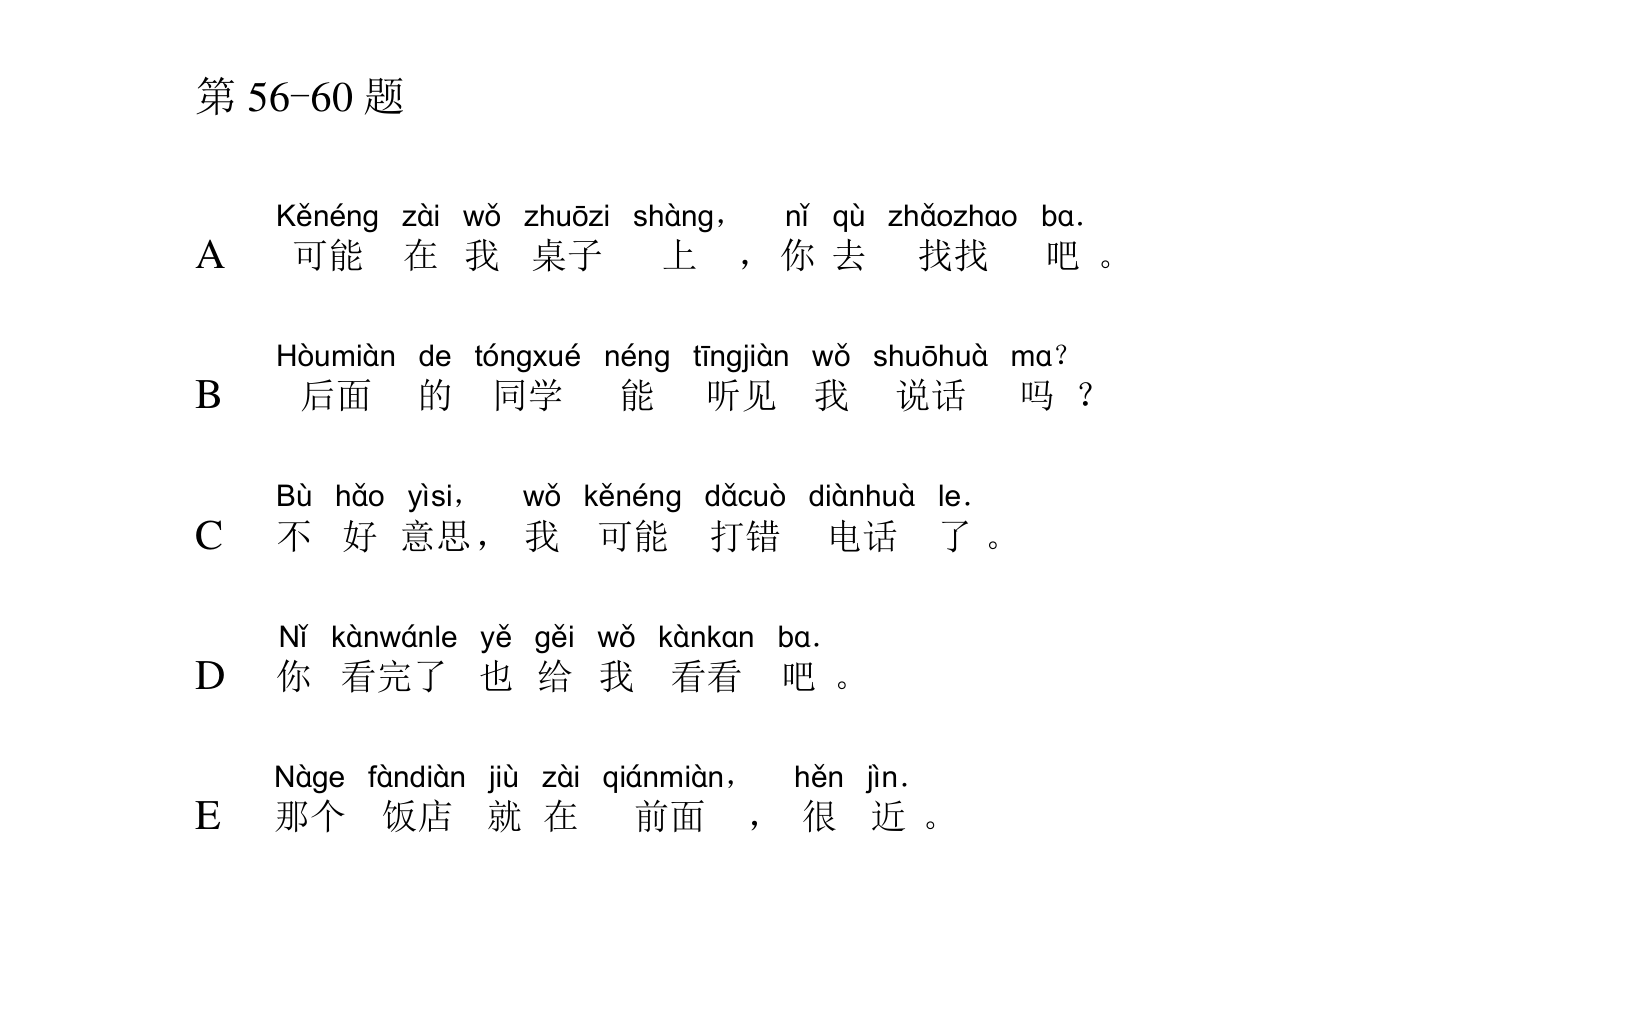 第 56-60 题
Kěnéng zài wǒ zhuōzi shàng， nǐ qù zhǎozhao ba.
A 可能 在 我 桌子 上 ，你 去 找找 吧 。
Hòumiàn de tóngxué néng tīngjiàn wǒ shuōhuà ma？
B 后面 的 同学 能 听见 我 说话 吗 ？
Bù hǎo yìsi， wǒ kěnéng dǎcuò diànhuà le.
C 不 好 意思， 我 可能 打错 电话 了 。
Nǐ kànwánle yě gěi wǒ kànkan ba.
D 你 看完了 也 给 我 看看 吧 。
Nàge fàndiàn jiù zài qiánmiàn， hěn jìn.
E 那个 饭店 就 在 前面 ， 很 近 。